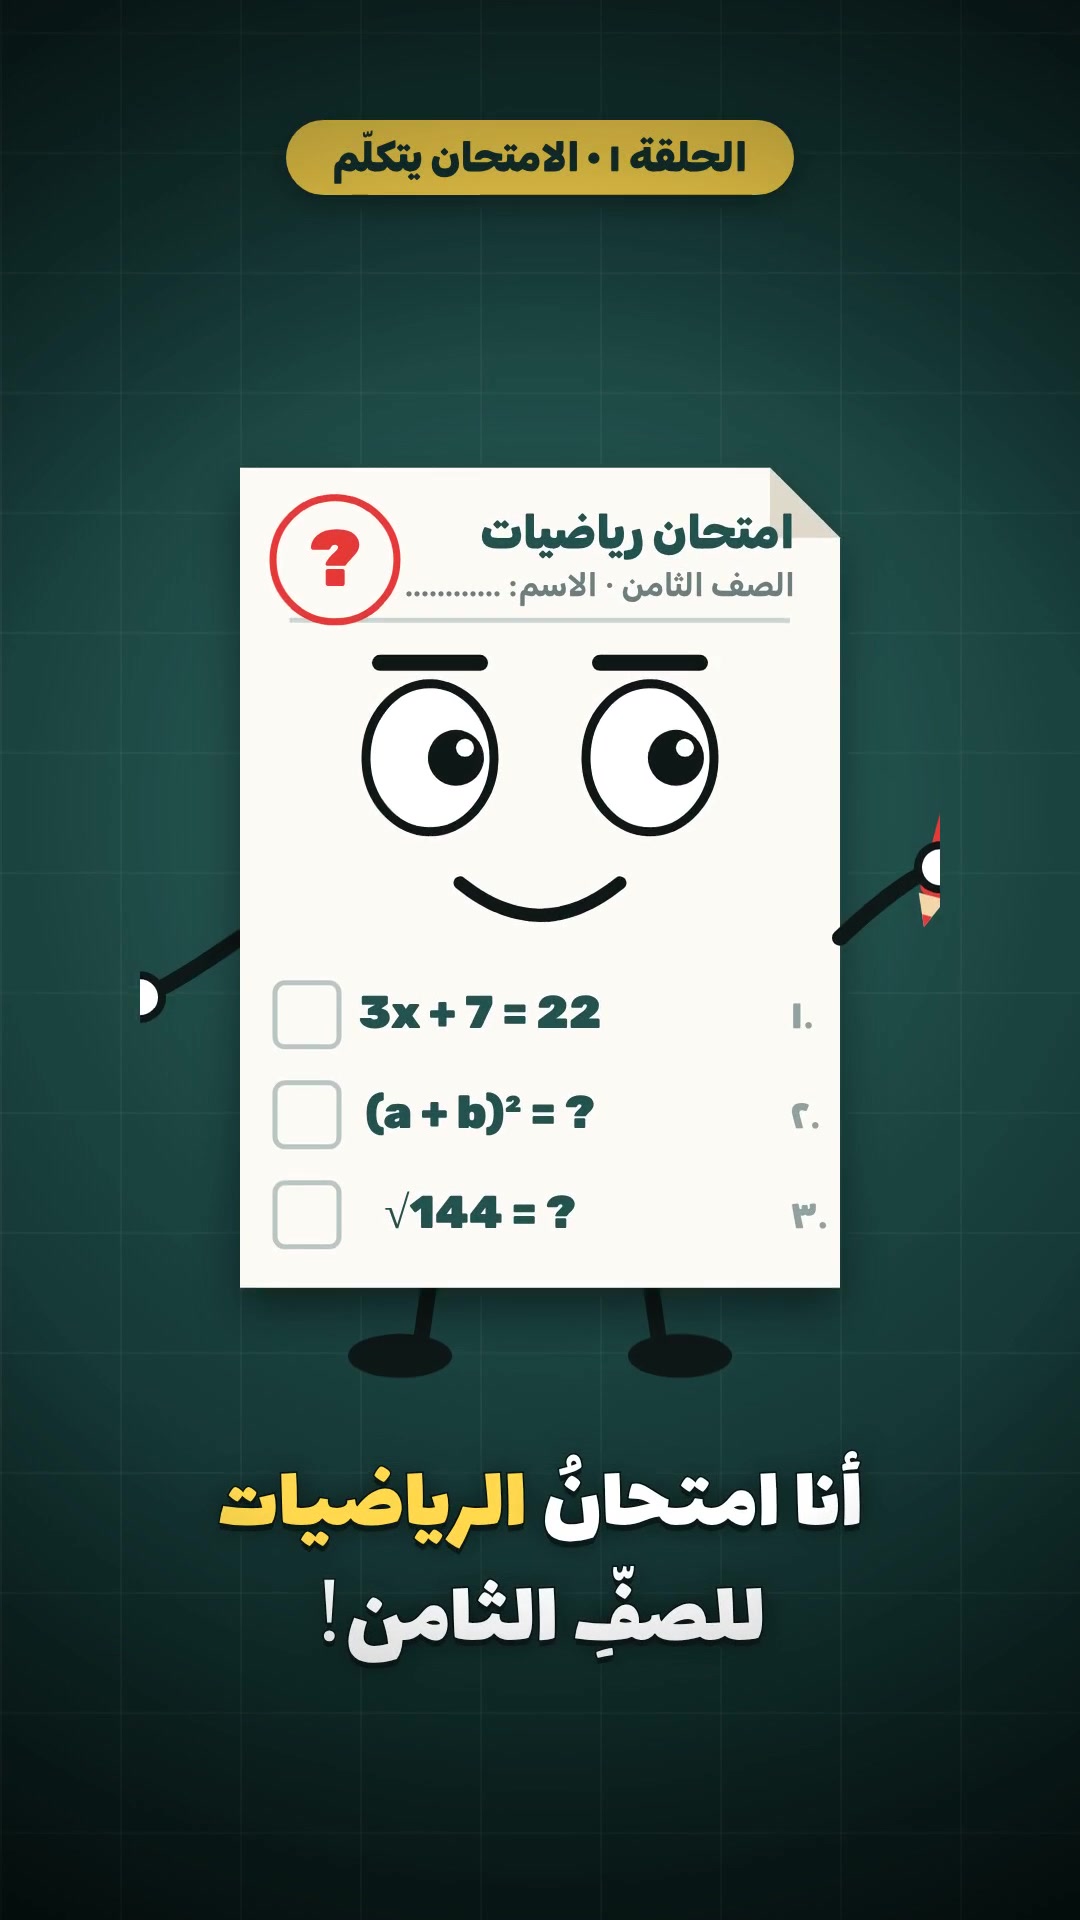 الحلقة ١ • الامتحان يتكلّم
امتحان رياضيات
?
الصف الثامن · الاسم: ............
١. 3x + 7 = 22
٢. (a + b)² = ?
٣. √144 = ?
أنا امتحانُ الرياضيات
للصفِّ الثامن!